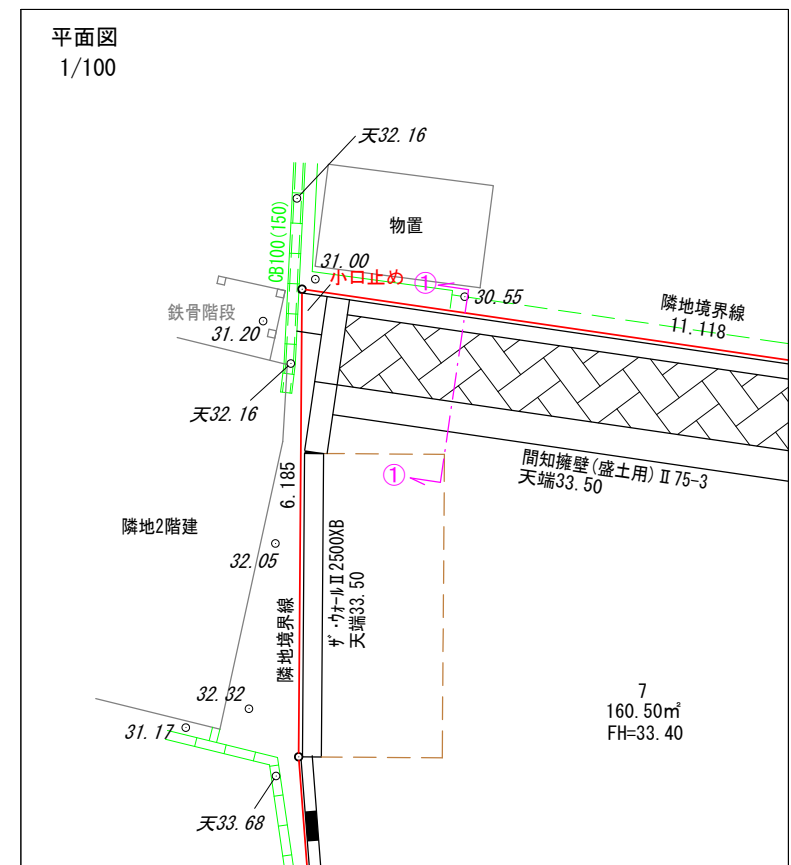 平面図
1/100
天32.16
物置
CB100(150)
31.00
小口止め
①
30.55
隣地境界線
11.118
鉄骨階段
31.20
天32.16
①
間知擁壁(盛土用)Ⅱ75-3
天端33.50
6.185
隣地2階建
32.05
ザ・ウォールⅡ2500XB
天端33.50
隣地境界線
32.32
31.17
7
160.50㎡
FH=33.40
天33.68